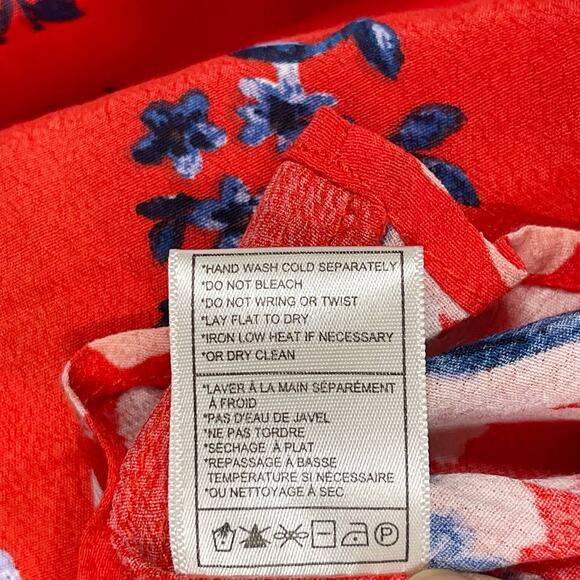 *HAND WASH COLD SEPARATELY
*DO NOT BLEACH
*DO NOT WRING OR TWIST
*LAY FLAT TO DRY
*IRON LOW HEAT IF NECESSARY
*OR DRY CLEAN
*LAVER À LA MAIN SÉPARÉMENT
À FROID
*PAS D'EAU DE JAVEL
*NE PAS TORDRE
*SÉCHAGE À PLAT
*REPASSAGE À BASSE
TEMPÉRATURE SI NÉCESSAIRE
*OU NETTOYAGE À SEC
P